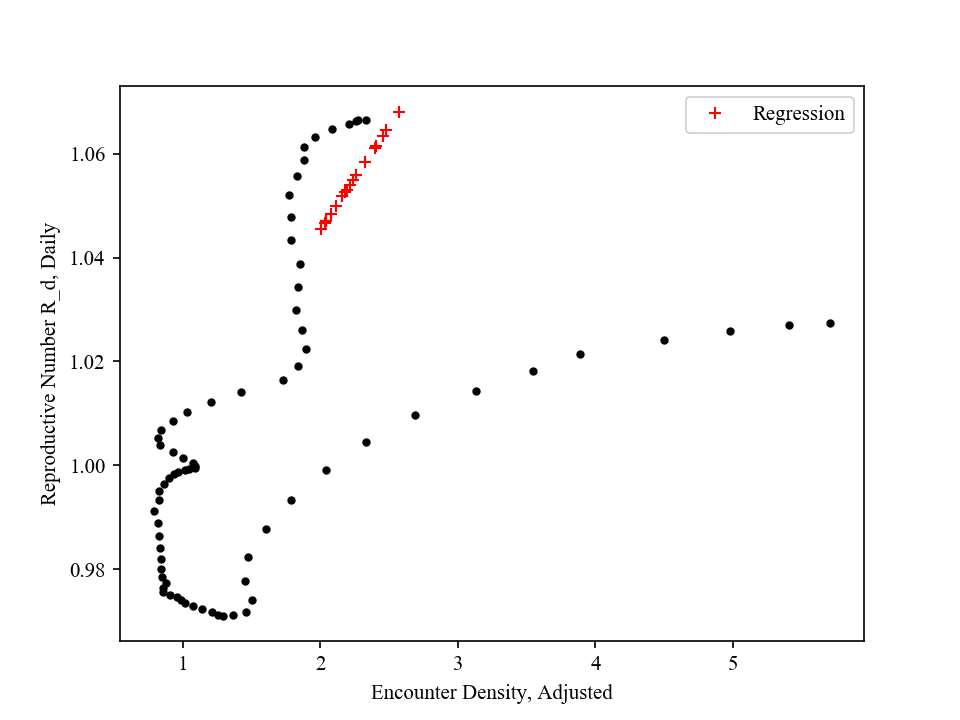 Regression
1.06
1.04
1.02
1.00
0.98
Reproductive Number R_d, Daily
1 2 3 4 5
Encounter Density, Adjusted